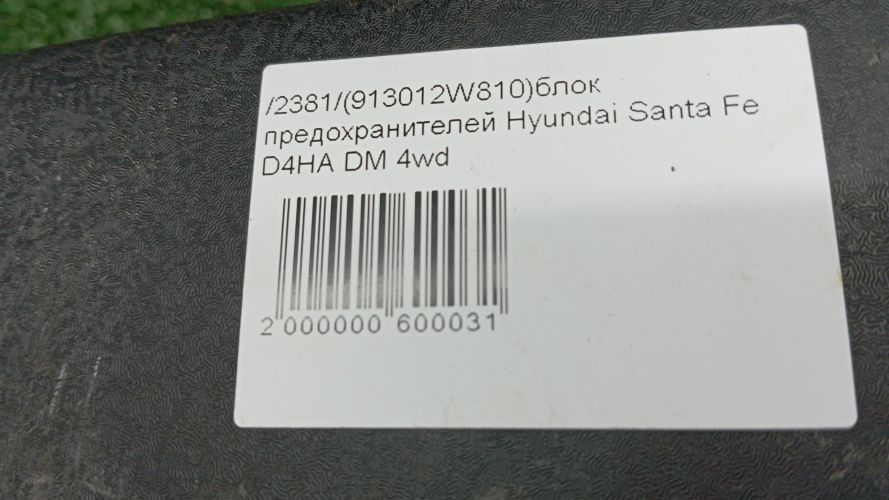 /2381/(913012W810)блок
предохранителей Hyundai Santa Fe
D4HA DM 4wd
2 000000 600031